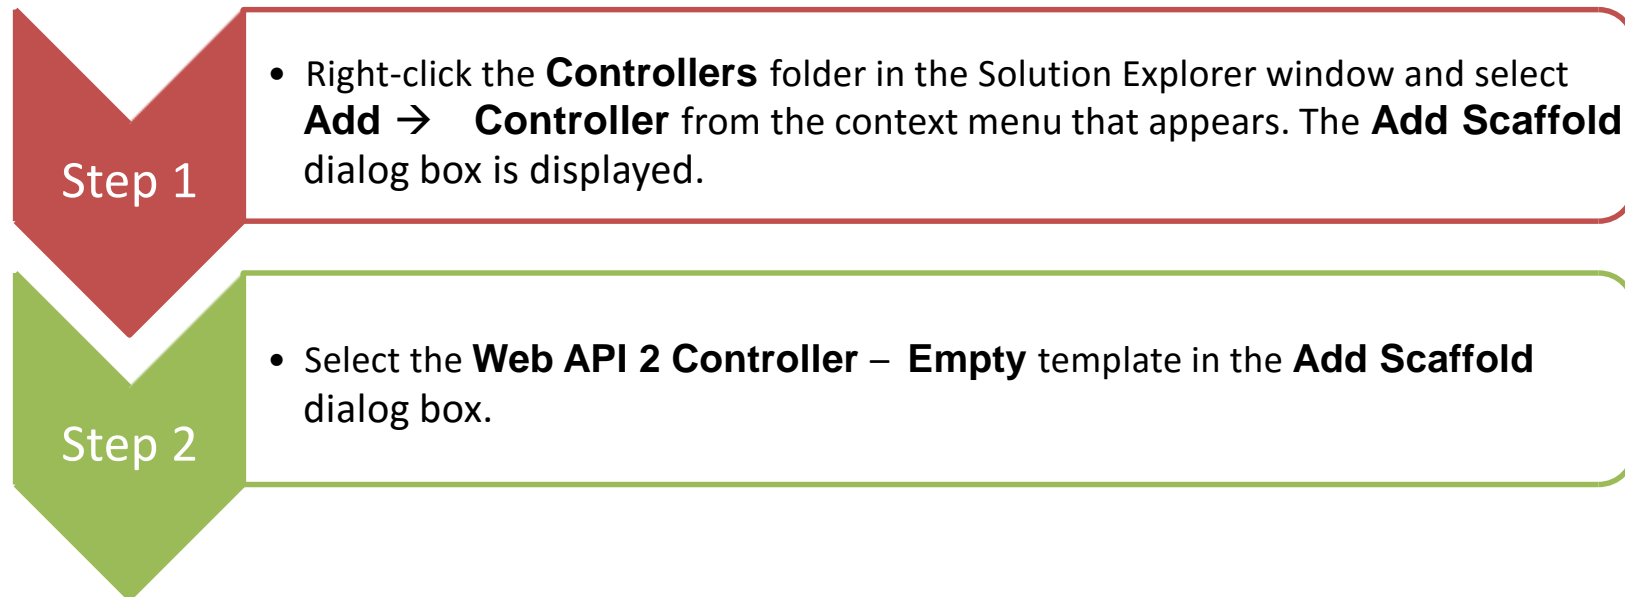 • Right-click the Controllers folder in the Solution Explorer window and select
Add → Controller from the context menu that appears. The Add Scaffold
dialog box is displayed.
Step 1
• Select the Web API 2 Controller – Empty template in the Add Scaffold
dialog box.
Step 2